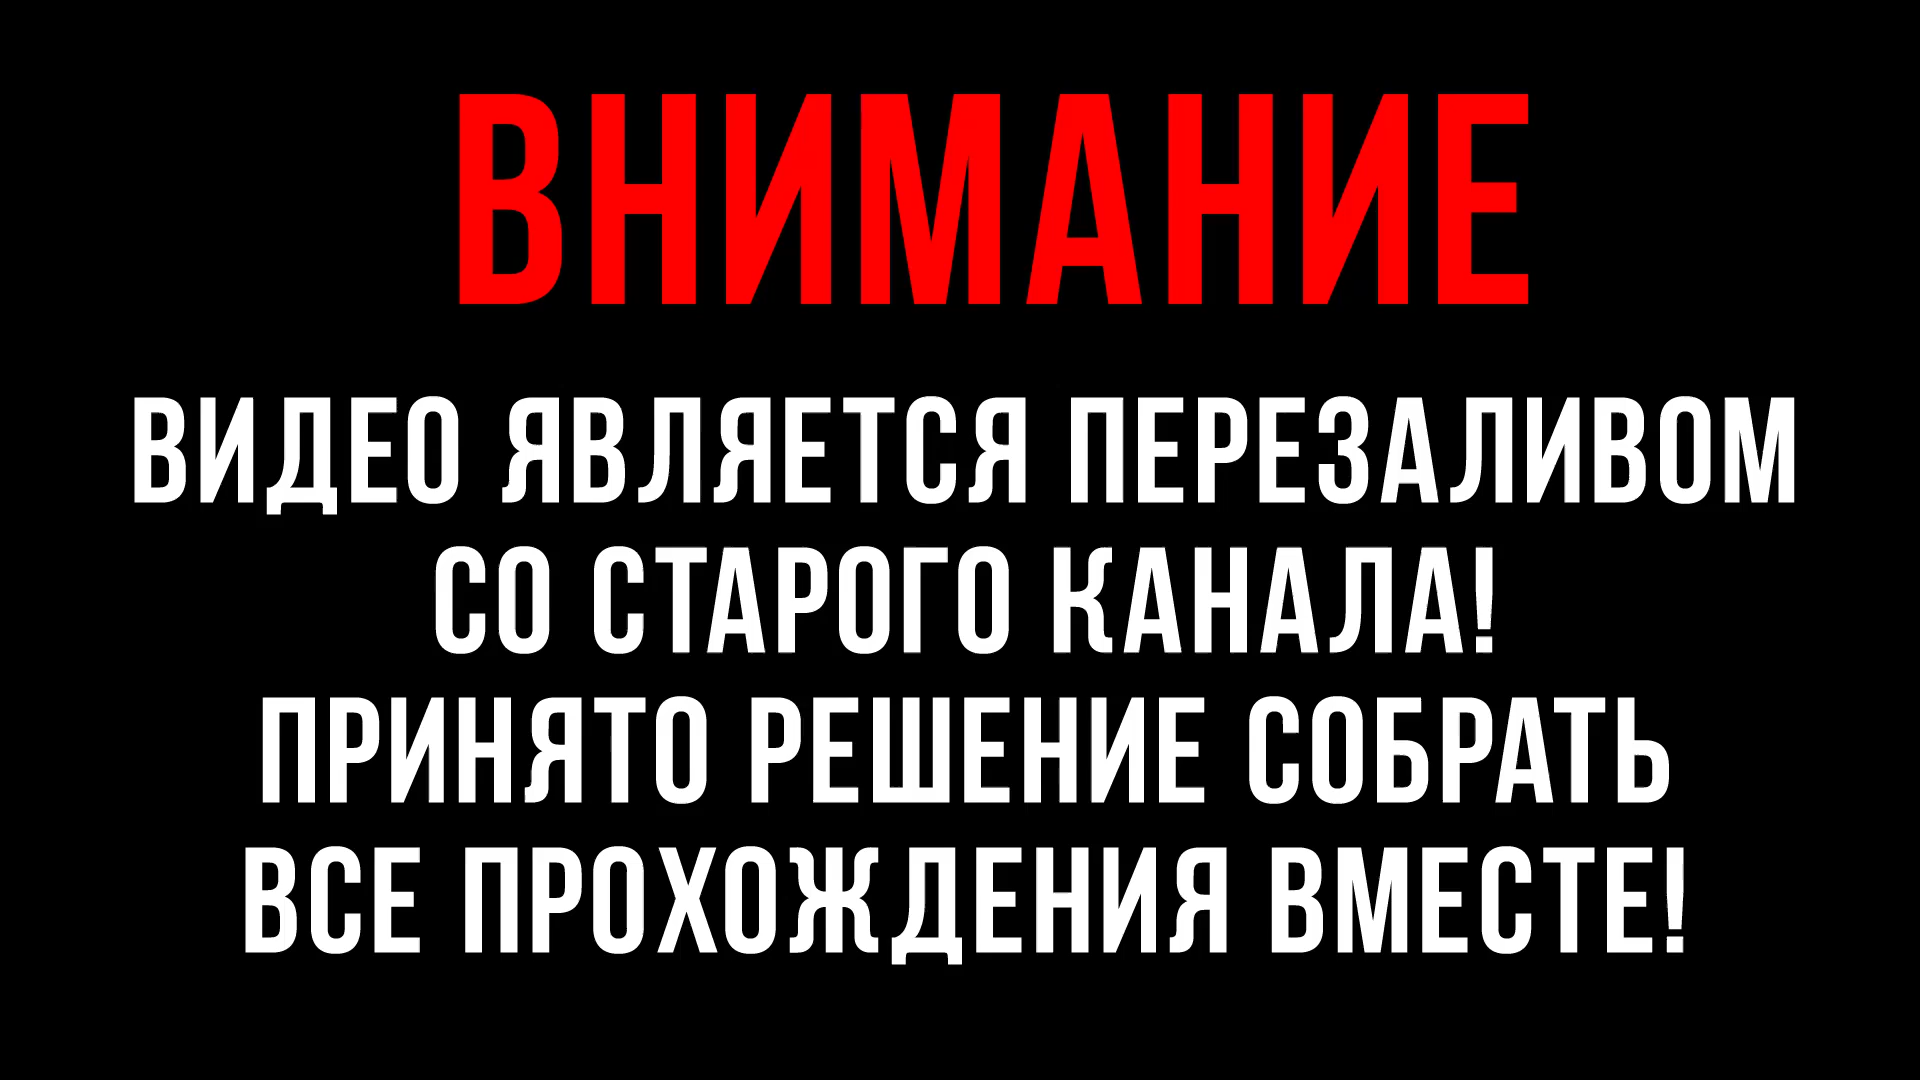 ВНИМАНИЕ
ВИДЕО ЯВЛЯЕТСЯ ПЕРЕЗАЛИВОМ
СО СТАРОГО КАНАЛА!
ПРИНЯТО РЕШЕНИЕ СОБРАТЬ
ВСЕ ПРОХОЖДЕНИЯ ВМЕСТЕ!